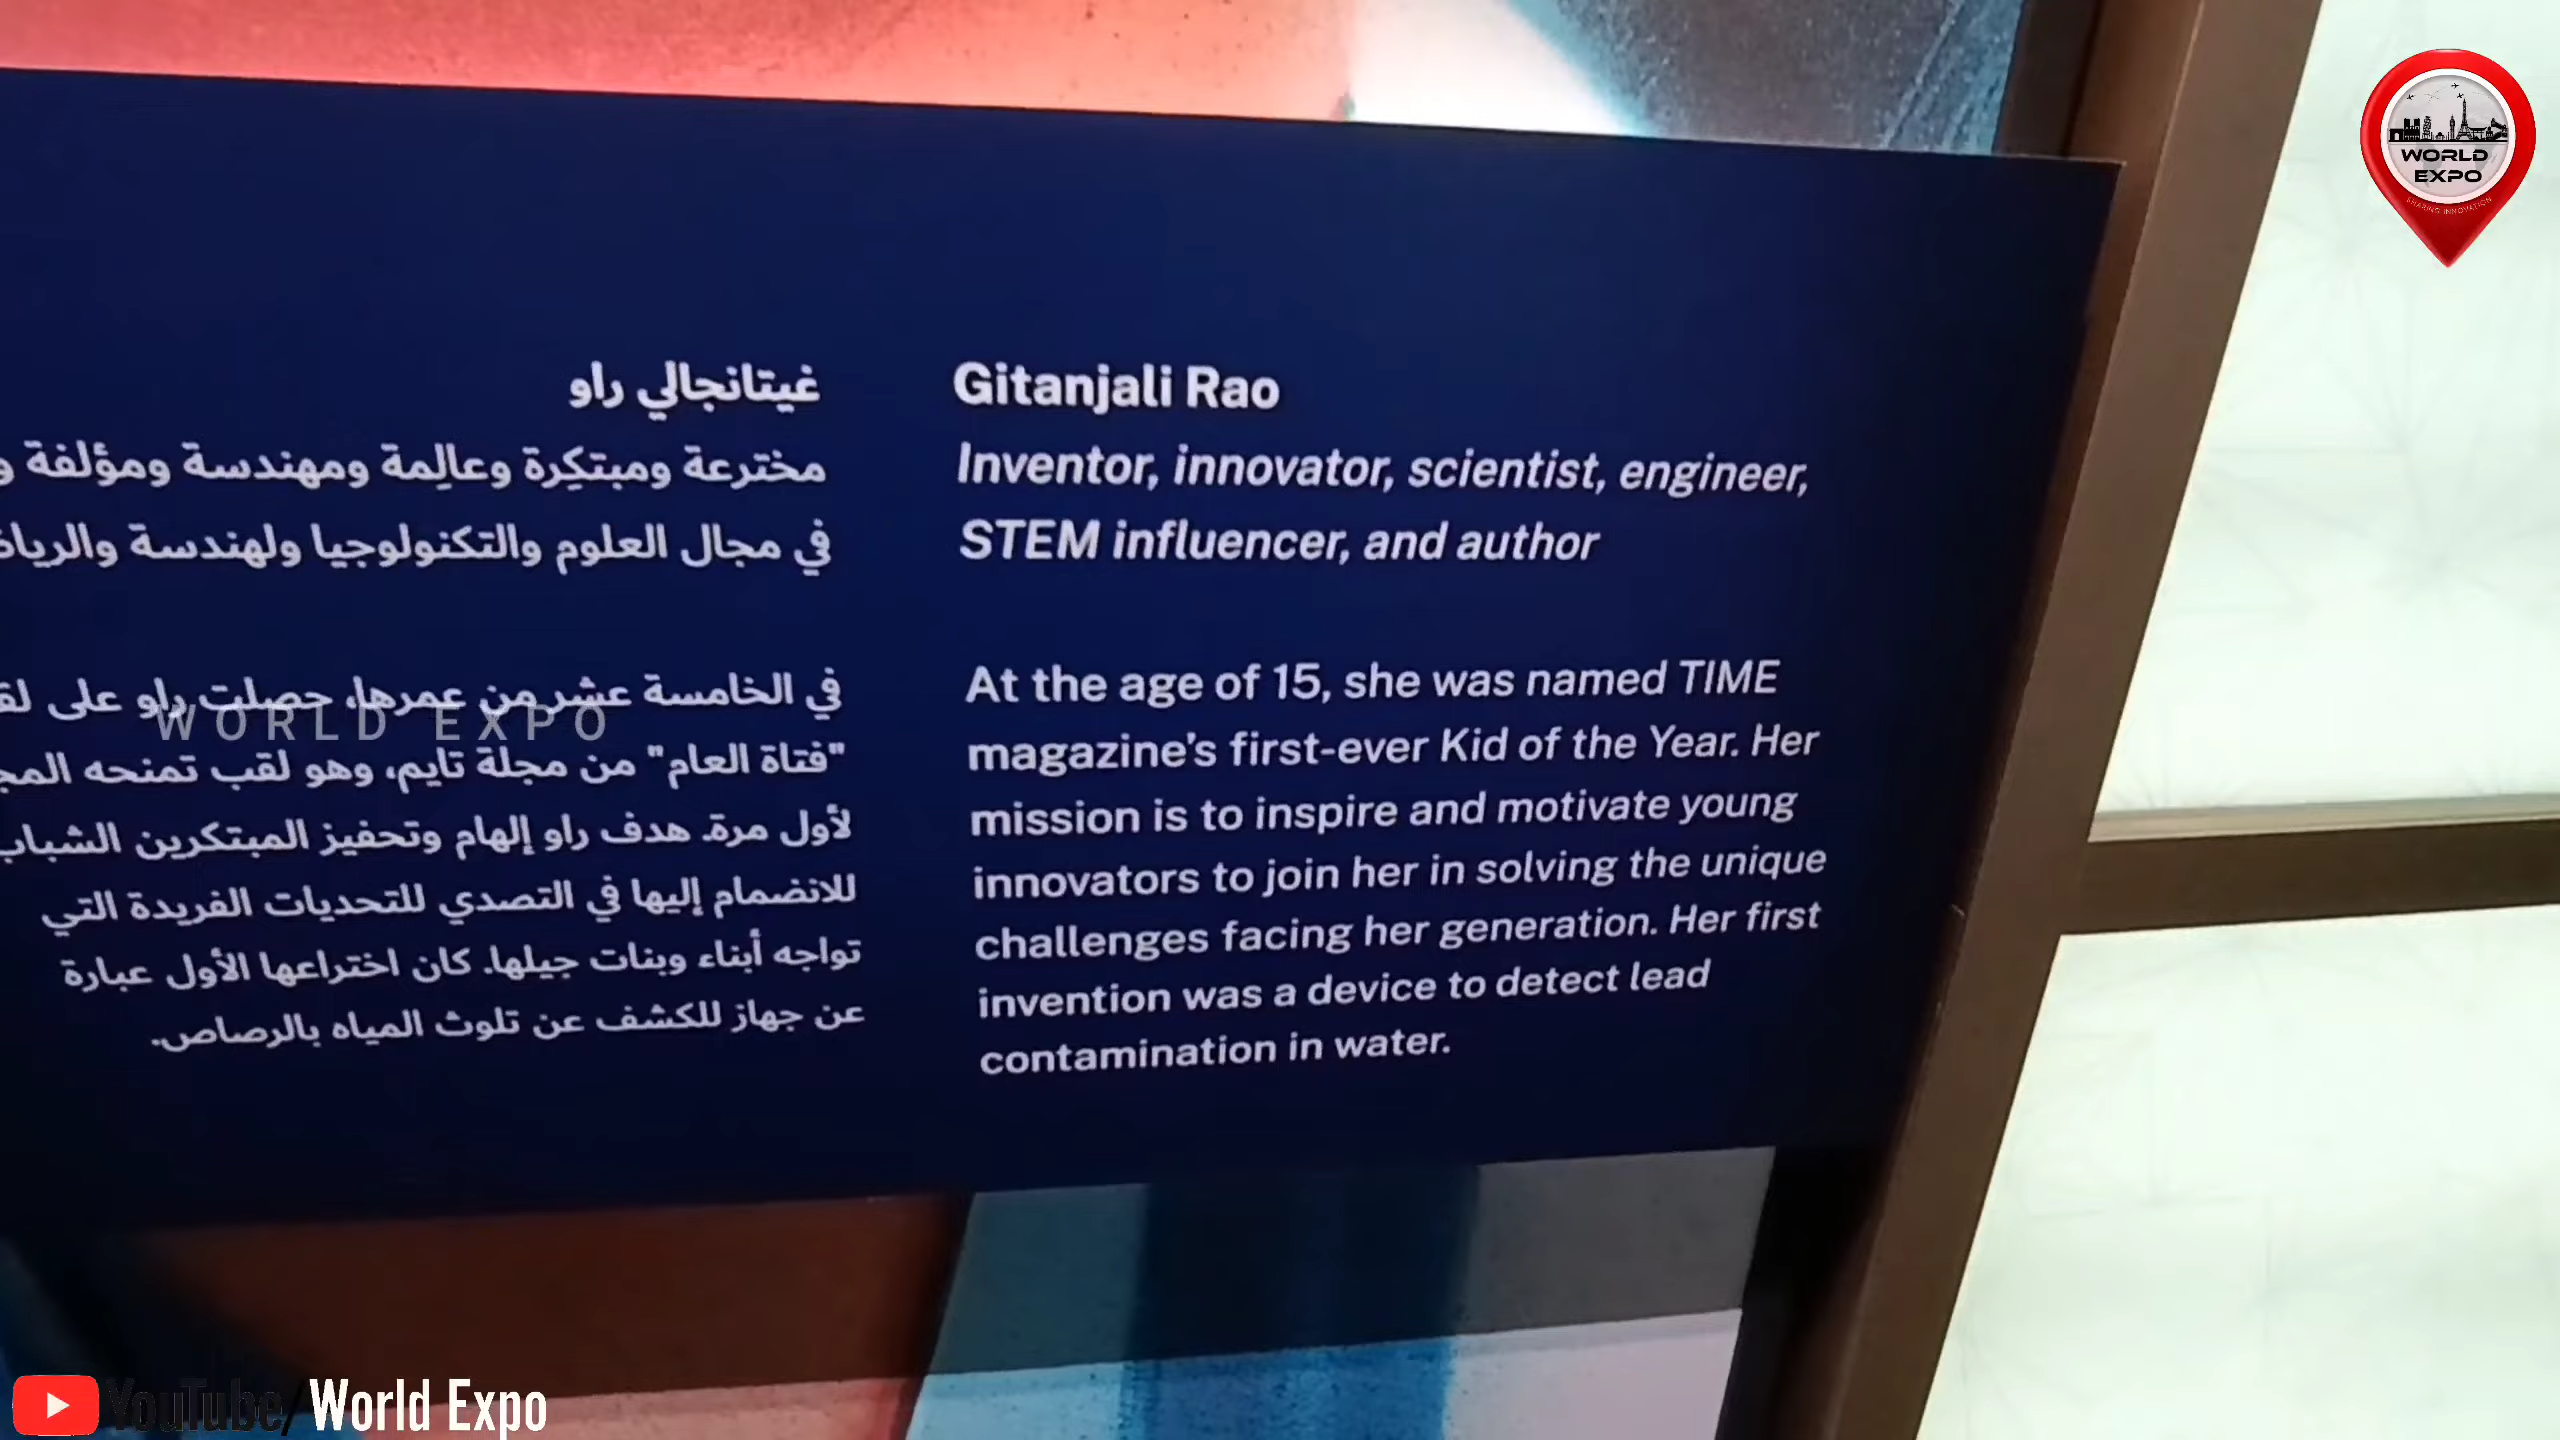 غيتانجالي راو
مخترعة ومبتكِرة وعالِمة ومهندسة ومؤلفة
في مجال العلوم والتكنولوجيا ولهندسة
في الخامسة عشر من عمرها، حصلت راو على
"فتاة العام" من مجلة تايم، وهو لقب تمنحه
لأول مرة. هدف راو إلهام وتحفيز المبتكرين الشباب
للانضمام إليها في التصدي للتحديات الفريدة التي
تواجه أبناء وبنات جيلها. كان اختراعها الأول عبارة
عن جهاز للكشف عن تلوث المياه بالرصاص.
Gitanjali Rao
Inventor, innovator, scientist, engineer,
STEM influencer, and author
At the age of 15, she was named TIME
magazine's first-ever Kid of the Year. Her
mission is to inspire and motivate young
innovators to join her in solving the unique
challenges facing her generation. Her first
invention was a device to detect lead
contamination in water.
WORLD EXPO
WORLD
EXPO
SHARING INNOVATION
YouTube/World Expo